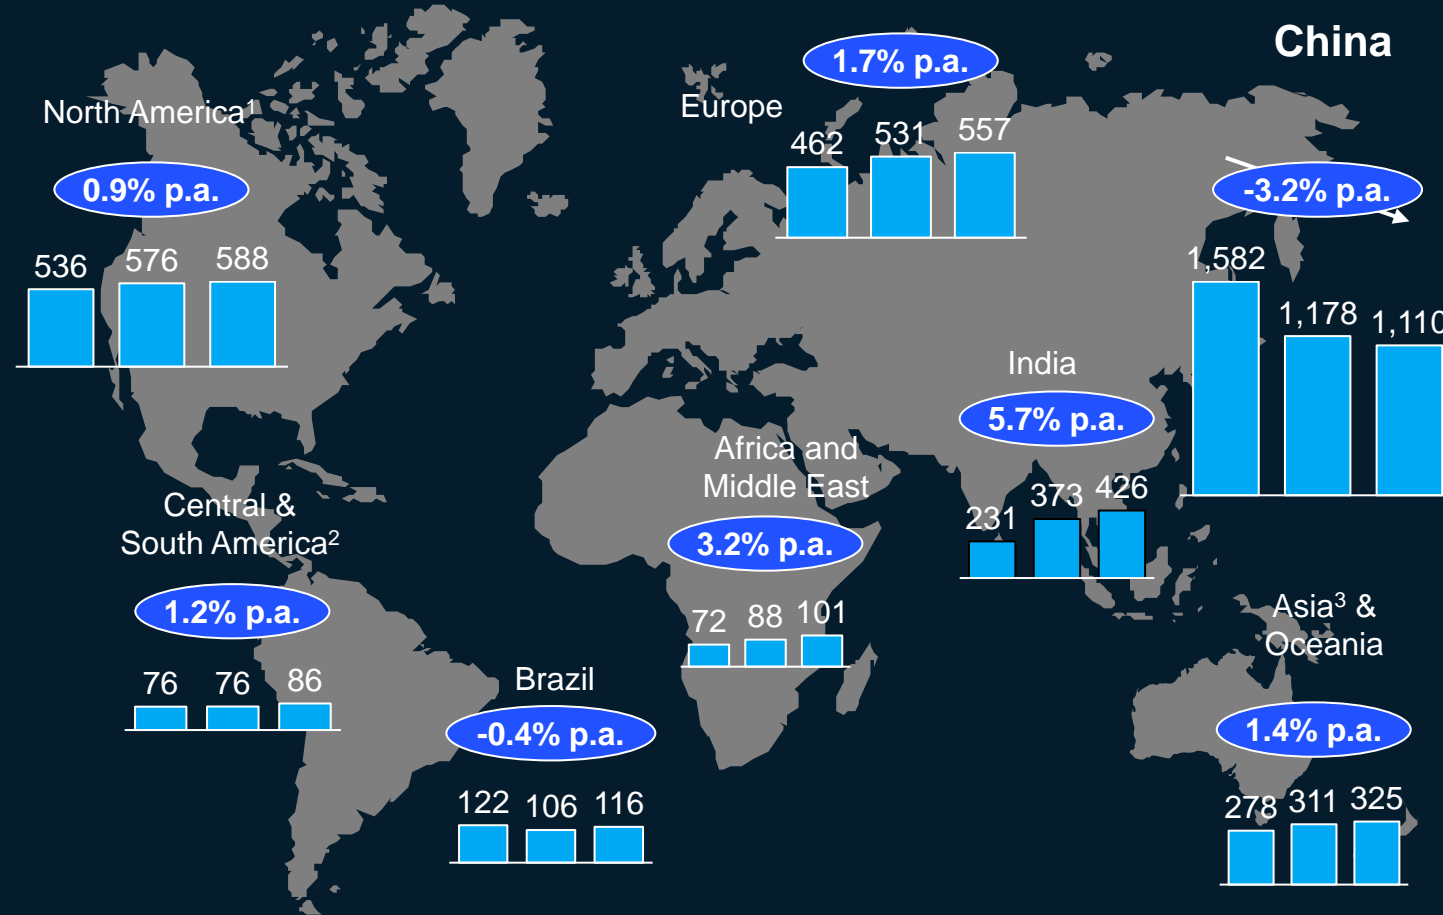 China
North America¹
0.9% p.a.
536 576 588
Europe
1.7% p.a.
462 531 557
-3.2% p.a.
1,582 1,178 1,110
India
5.7% p.a.
231 373 426
Africa and
Middle East
3.2% p.a.
72 88 101
Central &
South America²
1.2% p.a.
76 76 86
Brazil
-0.4% p.a.
122 106 116
Asia³ &
Oceania
1.4% p.a.
278 311 325